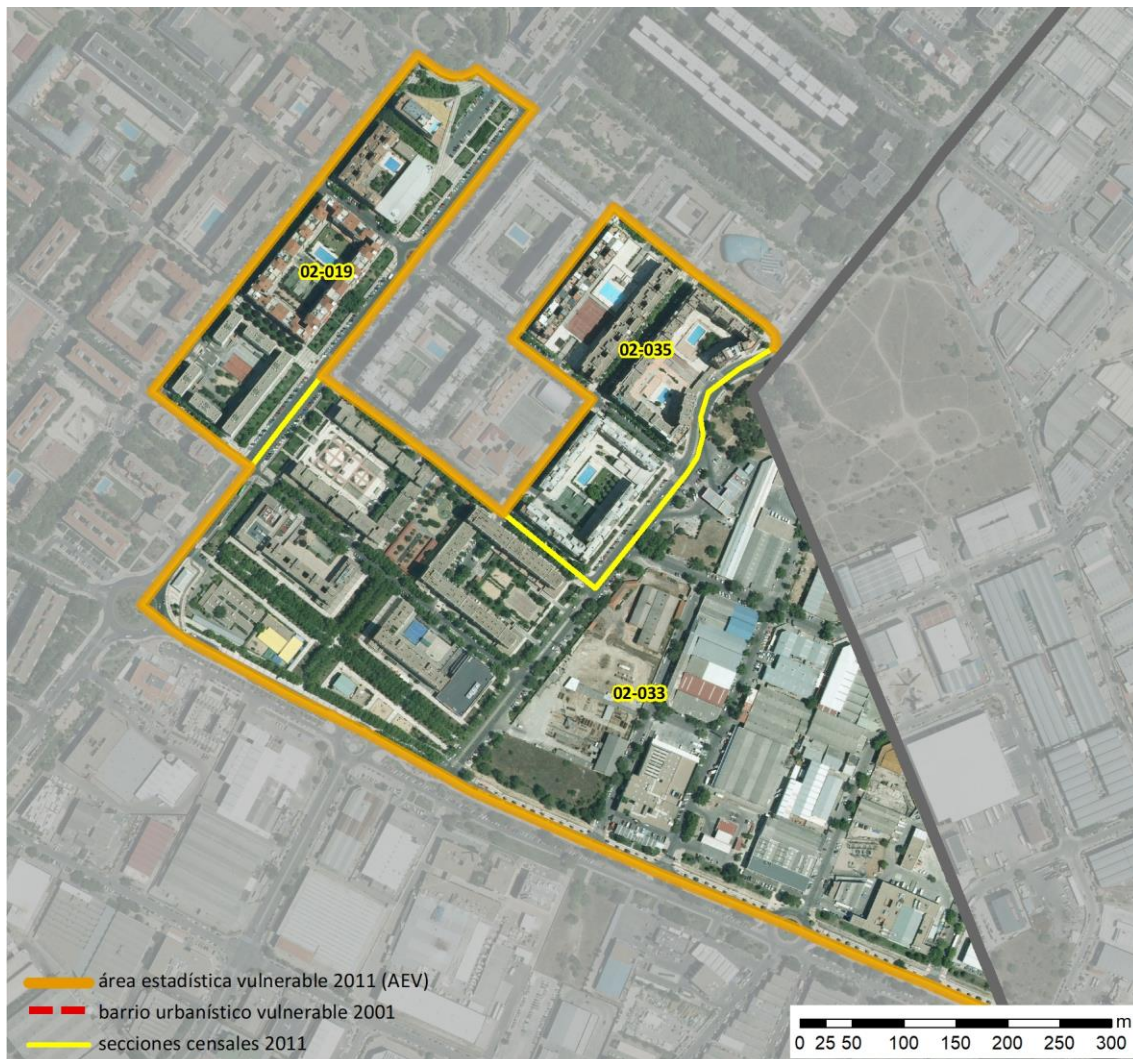 02-019
02-035
02-033
área estadística vulnerable 2011 (AEV)
barrio urbanístico vulnerable 2001
secciones censales 2011
m
0 25 50 100 150 200 250 300